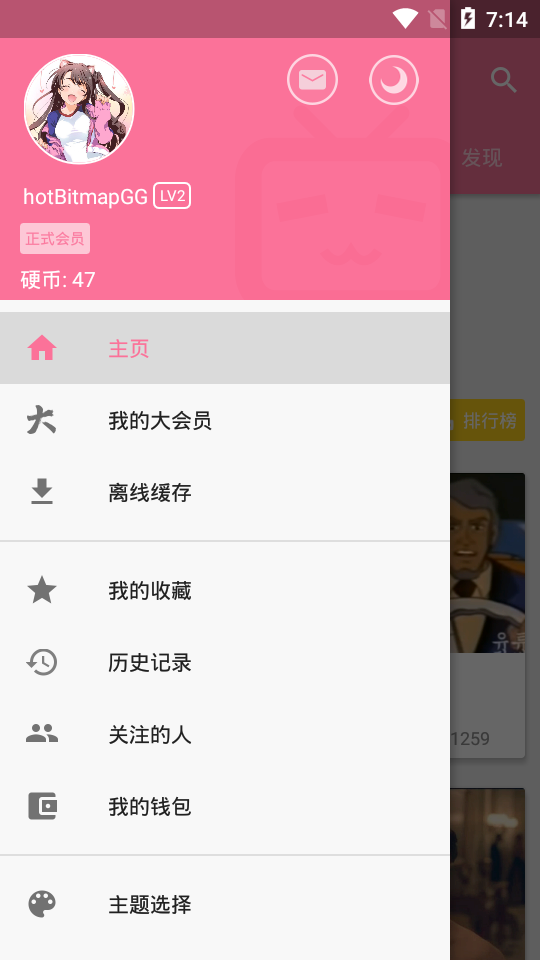 7:14
hotBitmapGG LV2
正式会员
硬币: 47
发现
主页
我的大会员
排行榜
离线缓存
我的收藏
历史记录
关注的人
1259
我的钱包
主题选择